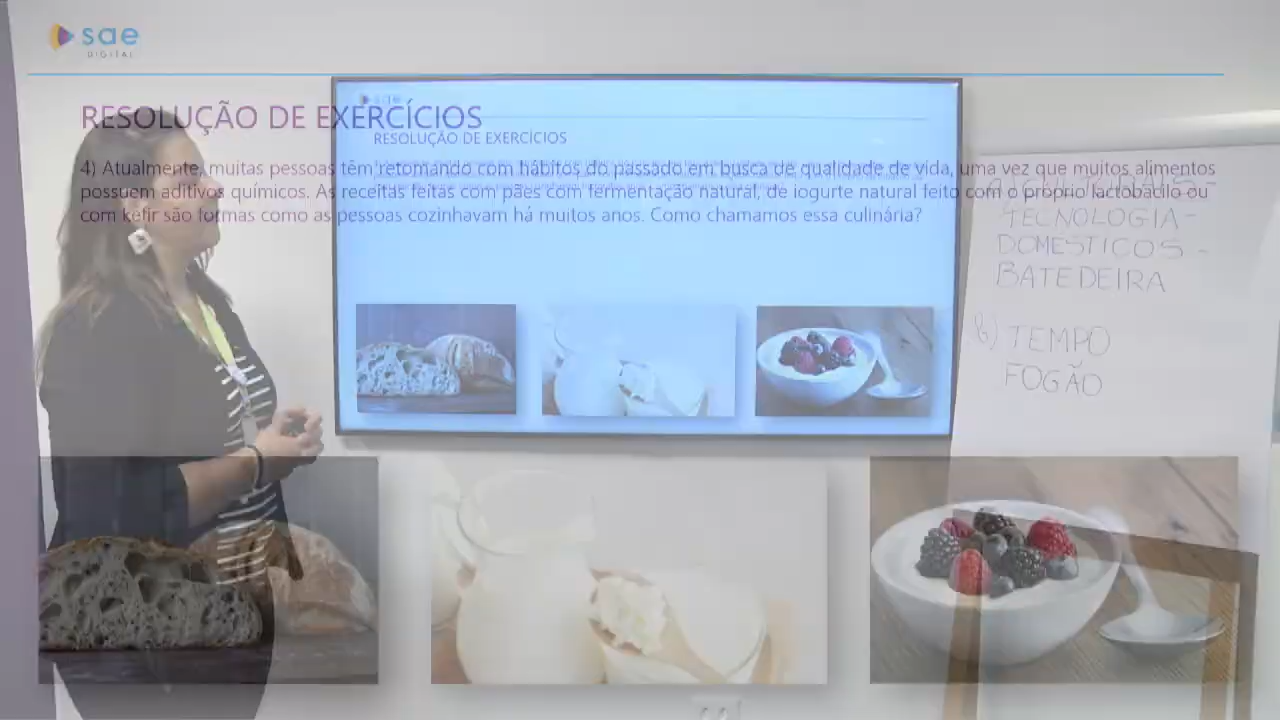 sae
DIGITAL
RESOLUÇÃO DE EXERCÍCIOS
4) Atualmente, muitas pessoas têm retomando com hábitos do passado em busca de qualidade de vida, uma vez que muitos alimentos
possuem aditivos químicos. As receitas feitas com pães com fermentação natural, de iogurte natural feito com o próprio lactobacilo ou
com kefir são formas como as pessoas cozinhavam há muitos anos. Como chamamos essa culinária?
sae
RESOLUÇÃO DE EXERCÍCIOS
TECNOLOGIA -
DOMESTICOS -
BATEDEIRA
b) TEMPO
FOGÃO